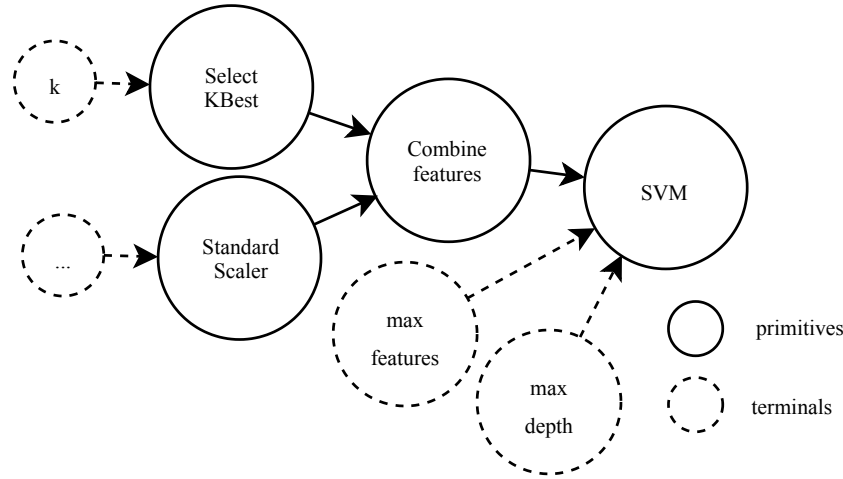 k
Select
KBest
Combine
features
SVM
...
Standard
Scaler
max
features
max
depth
primitives
terminals